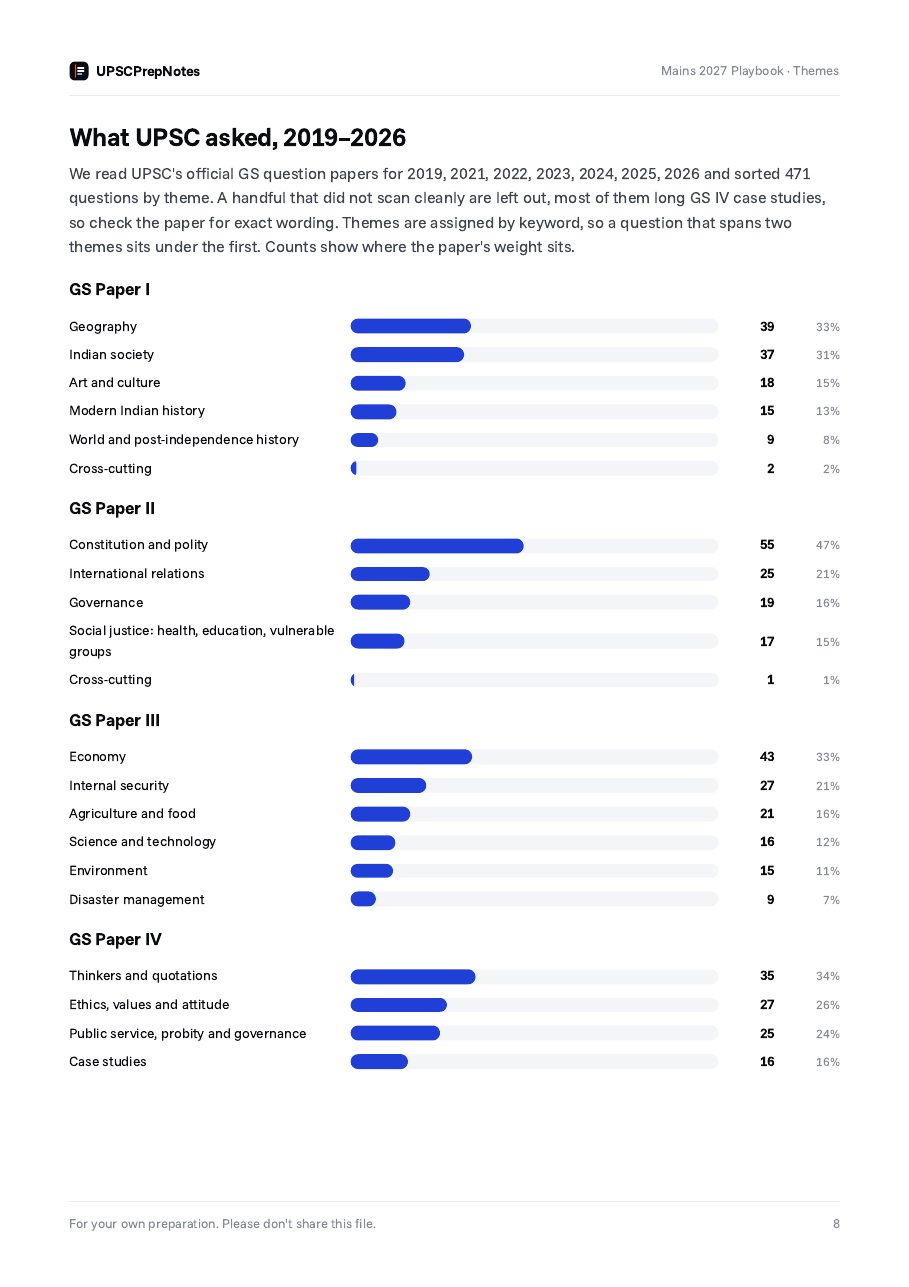 UPSCPrepNotes
Mains 2027 Playbook · Themes
What UPSC asked, 2019–2026
We read UPSC's official GS question papers for 2019, 2021, 2022, 2023, 2024, 2025, 2026 and sorted 471
questions by theme. A handful that did not scan cleanly are left out, most of them long GS IV case studies,
so check the paper for exact wording. Themes are assigned by keyword, so a question that spans two
themes sits under the first. Counts show where the paper's weight sits.
GS Paper I
Geography 39 33%
Indian society 37 31%
Art and culture 18 15%
Modern Indian history 15 13%
World and post-independence history 9 8%
Cross-cutting 2 2%
GS Paper II
Constitution and polity 55 47%
International relations 25 21%
Governance 19 16%
Social justice: health, education, vulnerable
groups 17 15%
Cross-cutting 1 1%
GS Paper III
Economy 43 33%
Internal security 27 21%
Agriculture and food 21 16%
Science and technology 16 12%
Environment 15 11%
Disaster management 9 7%
GS Paper IV
Thinkers and quotations 35 34%
Ethics, values and attitude 27 26%
Public service, probity and governance 25 24%
Case studies 16 16%
For your own preparation. Please don't share this file.
8